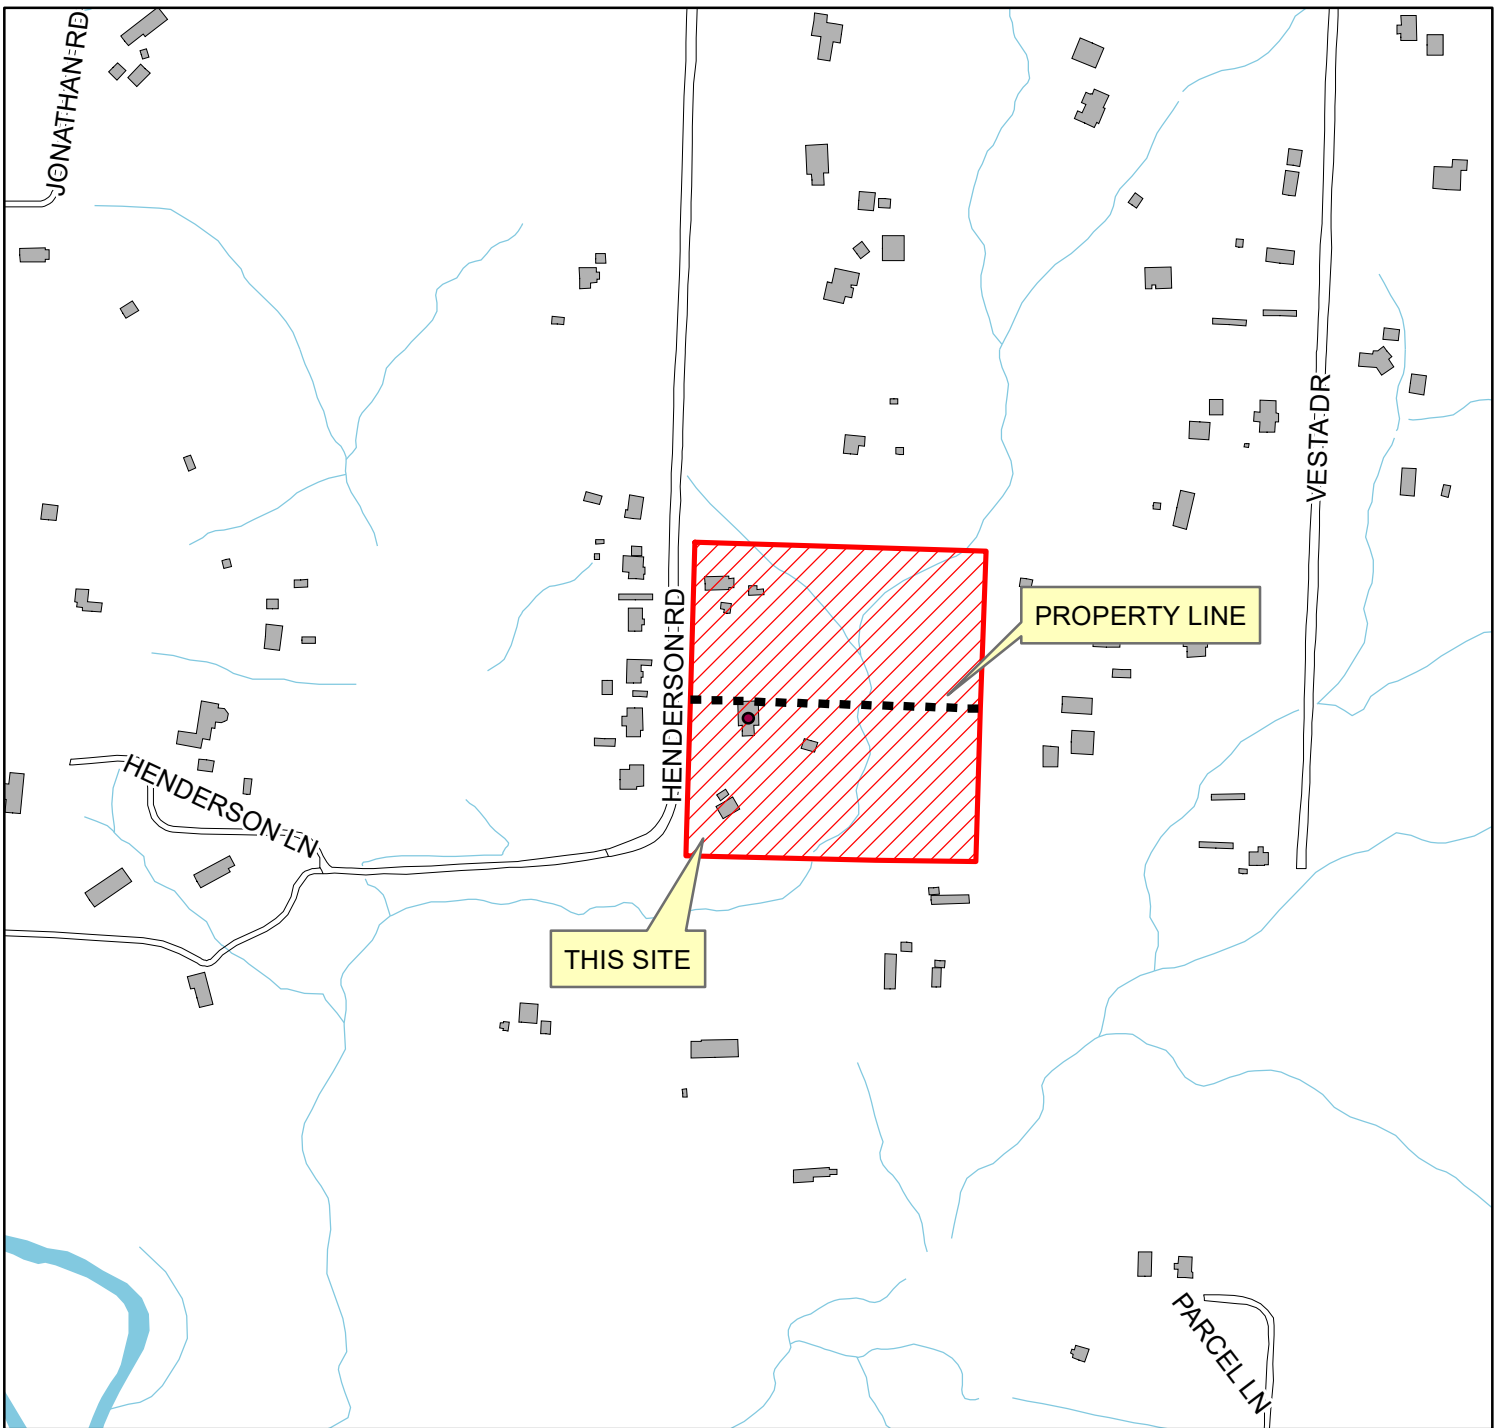 JONATHAN RD
VESTA DR
HENDERSON RD
PROPERTY LINE
HENDERSON LN
THIS SITE
PARCEL LN